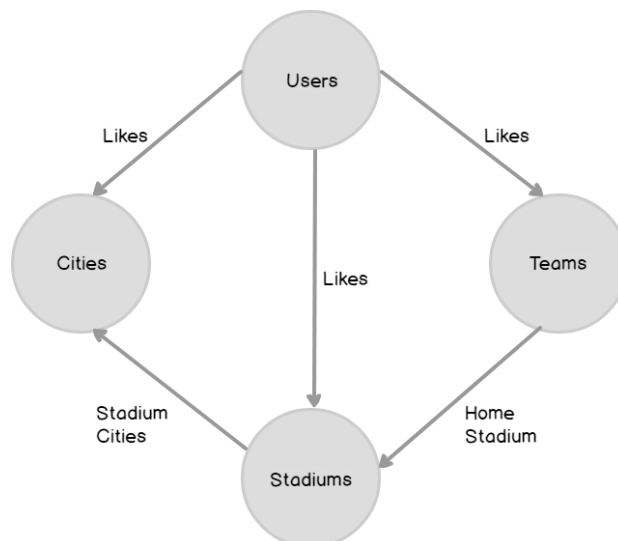 Users
Likes
Likes
Cities
Likes
Teams
Stadium
Cities
Home
Stadium
Stadiums